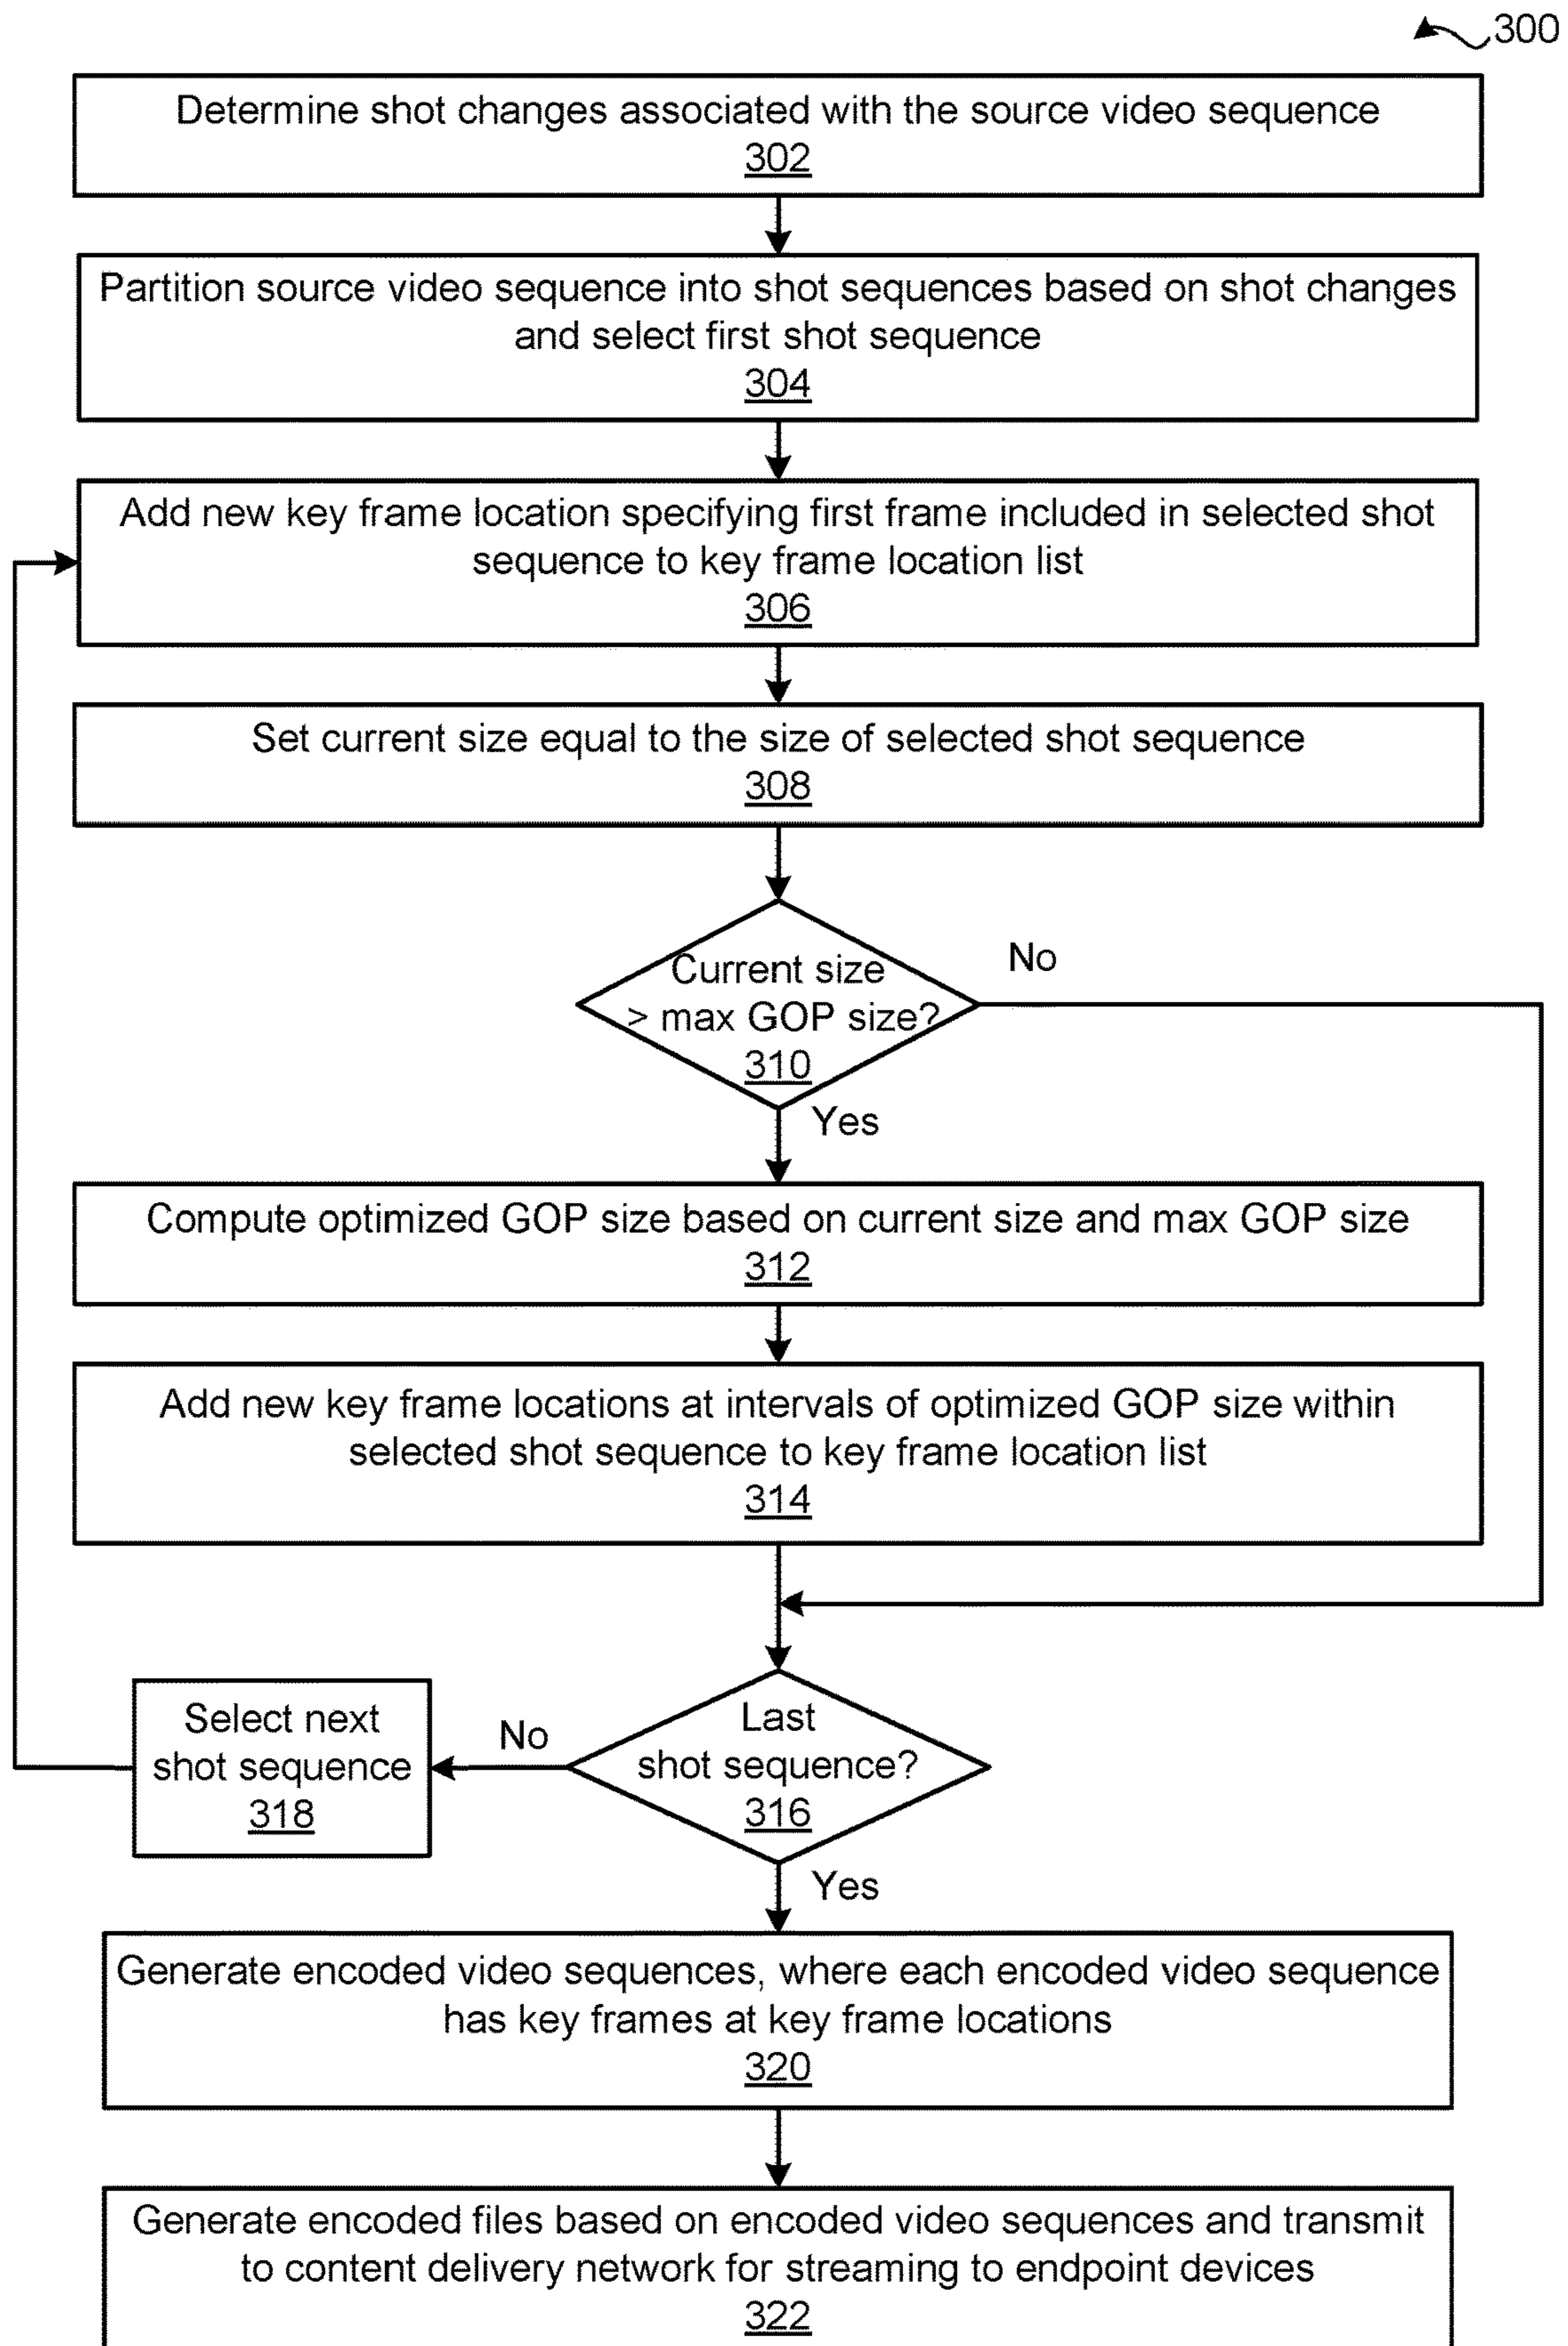 300
Determine shot changes associated with the source video sequence
302
Partition source video sequence into shot sequences based on shot changes
and select first shot sequence
304
Add new key frame location specifying first frame included in selected shot
sequence to key frame location list
306
Set current size equal to the size of selected shot sequence
308
Current size
> max GOP size?
310
No
Yes
Compute optimized GOP size based on current size and max GOP size
312
Add new key frame locations at intervals of optimized GOP size within
selected shot sequence to key frame location list
314
Last
shot sequence?
316
No
Select next
shot sequence
318
Yes
Generate encoded video sequences, where each encoded video sequence
has key frames at key frame locations
320
Generate encoded files based on encoded video sequences and transmit
to content delivery network for streaming to endpoint devices
322